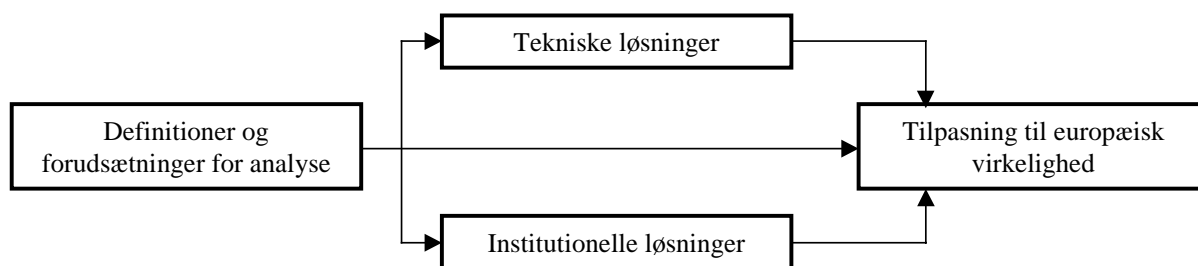 Tekniske løsninger
Definitioner og
forudsætninger for analyse
Tilpasning til europæisk
virkelighed
Institutionelle løsninger